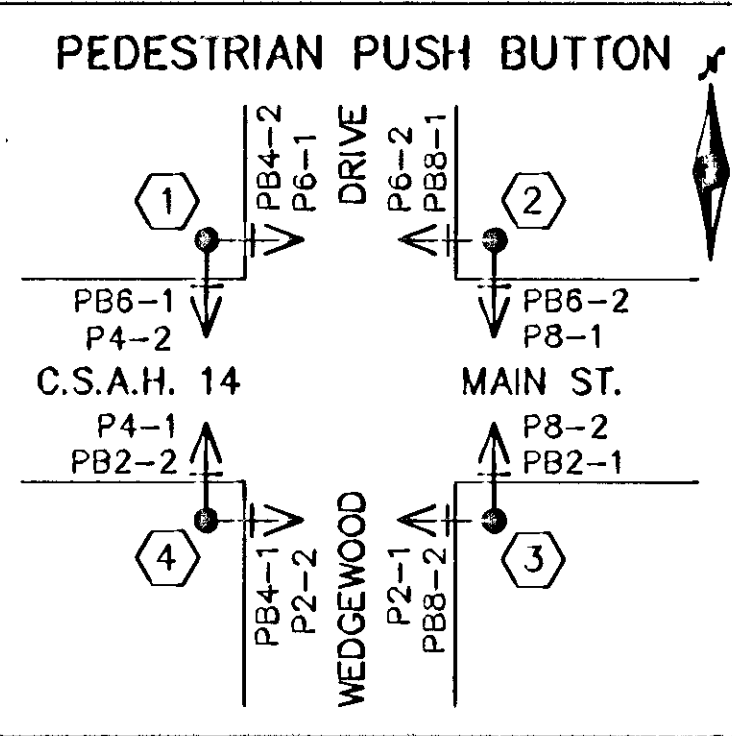 PEDESTRIAN PUSH BUTTON
N
PB4-2
P6-1
DRIVE
P6-2
PB8-1
1
2
PB6-1
P4-2
PB6-2
P8-1
C.S.A.H. 14
MAIN ST.
P4-1
PB2-2
P8-2
PB2-1
4
3
PB4-1
P2-2
WEDGEWOOD
P2-1
PB8-2